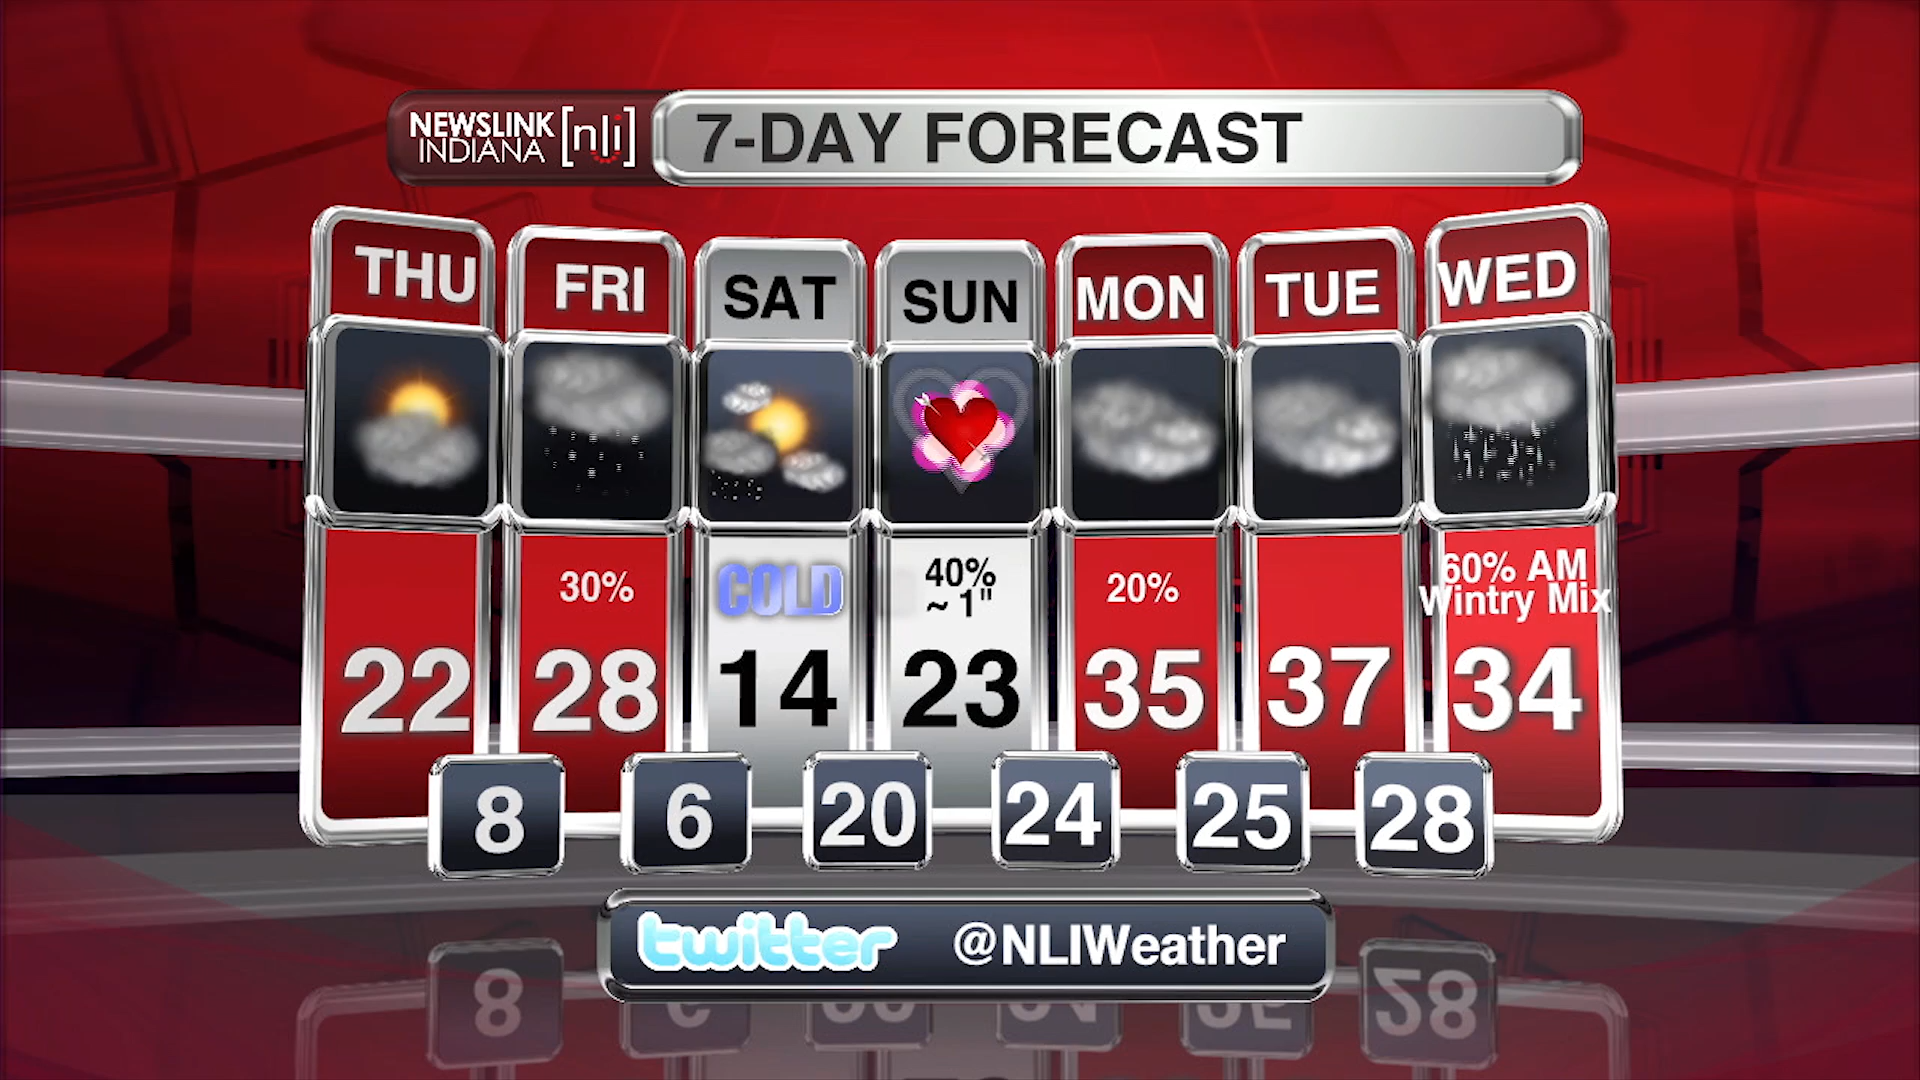 NEWSLINK
INDIANA
[nli]
7-DAY FORECAST
THU
FRI
SAT
SUN
MON
TUE
WED
30%
COLD
40%
~ 1"
20%
60% AM
Wintry Mix
22
28
14
23
35
37
34
8
6
20
24
25
28
twitter @NLIWeather